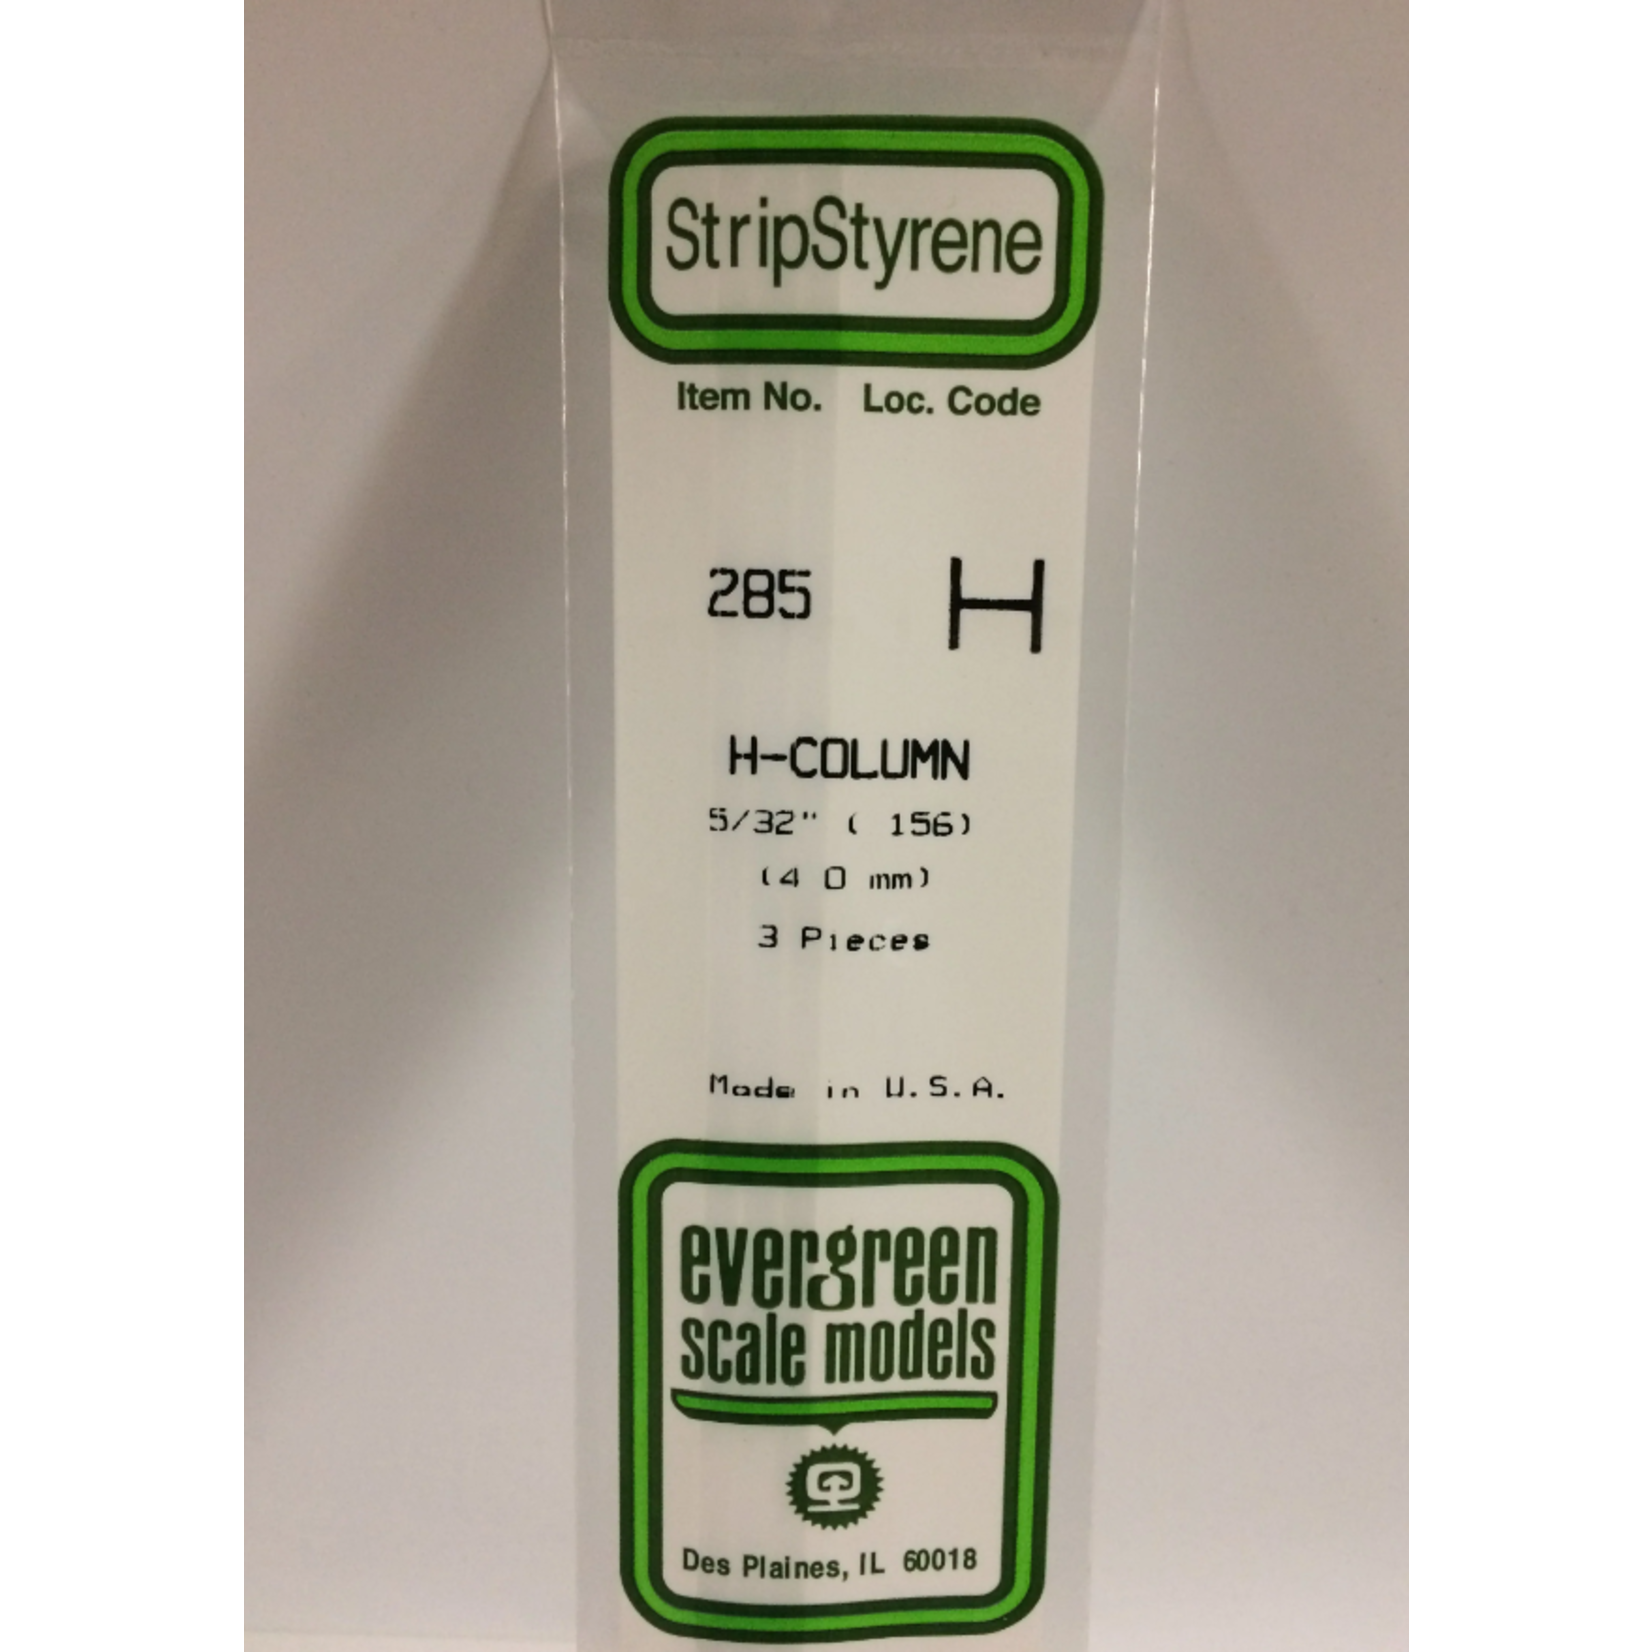 StripStyrene
Item No. Loc. Code
285 H
H-COLUMN
5/32" ( 156)
(4 0 mm)
3 Pieces
Made in U.S.A.
evergreen
scale models
Des Plaines, IL 60018